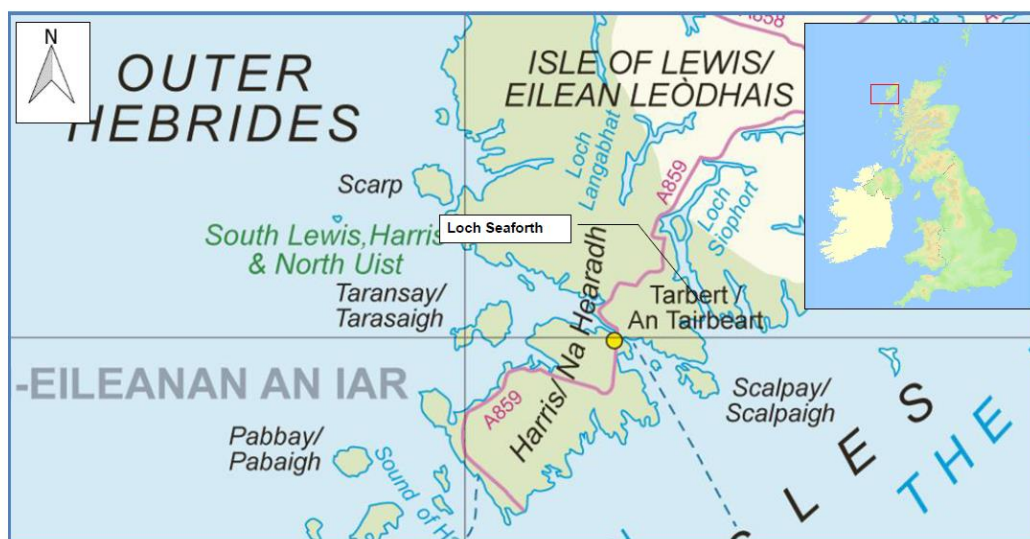 N
OUTER
HEBRIDES
ISLE OF LEWIS/
EILEAN LEÒDHAIS
A858
Scarp
Loch
Langabhat
A859
Loch
Siophort
Loch Seaforth
South Lewis, Harris
& North Uist
Taransay/
Tarasaigh
Harris/ Na Hearadh
Tarbert /
An Tairbeart
-EILEANAN AN IAR
A859
Scalpay/
Scalpaigh
Pabbay/
Pabaigh
Sound
of Ha
L E S
THE